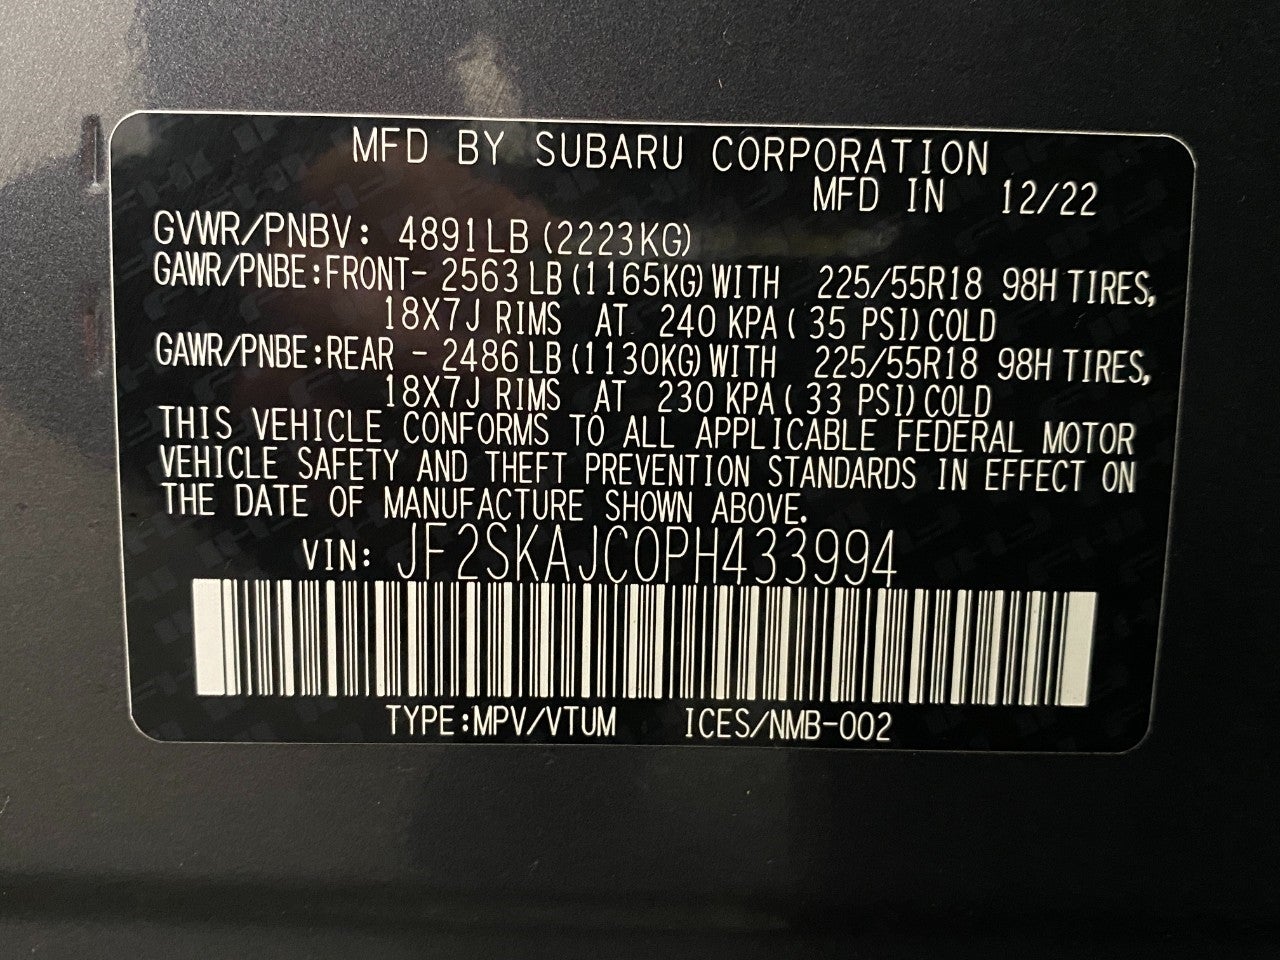 MFD BY SUBARU CORPORATION
MFD IN 12/22
GVWR/PNBV: 4891LB (2223KG)
GAWR/PNBE:FRONT- 2563 LB (1165KG) WITH 225/55R18 98H TIRES,
18X7J RIMS AT 240 KPA ( 35 PSI) COLD
GAWR/PNBE:REAR - 2486 LB (1130KG) WITH 225/55R18 98H TIRES,
18X7J RIMS AT 230 KPA ( 33 PSI) COLD
THIS VEHICLE CONFORMS TO ALL APPLICABLE FEDERAL MOTOR
VEHICLE SAFETY AND THEFT PREVENTION STANDARDS IN EFFECT ON
THE DATE OF MANUFACTURE SHOWN ABOVE.
VIN: JF2SKAJC0PH433994
TYPE:MPV/VTUM ICES/NMB-002